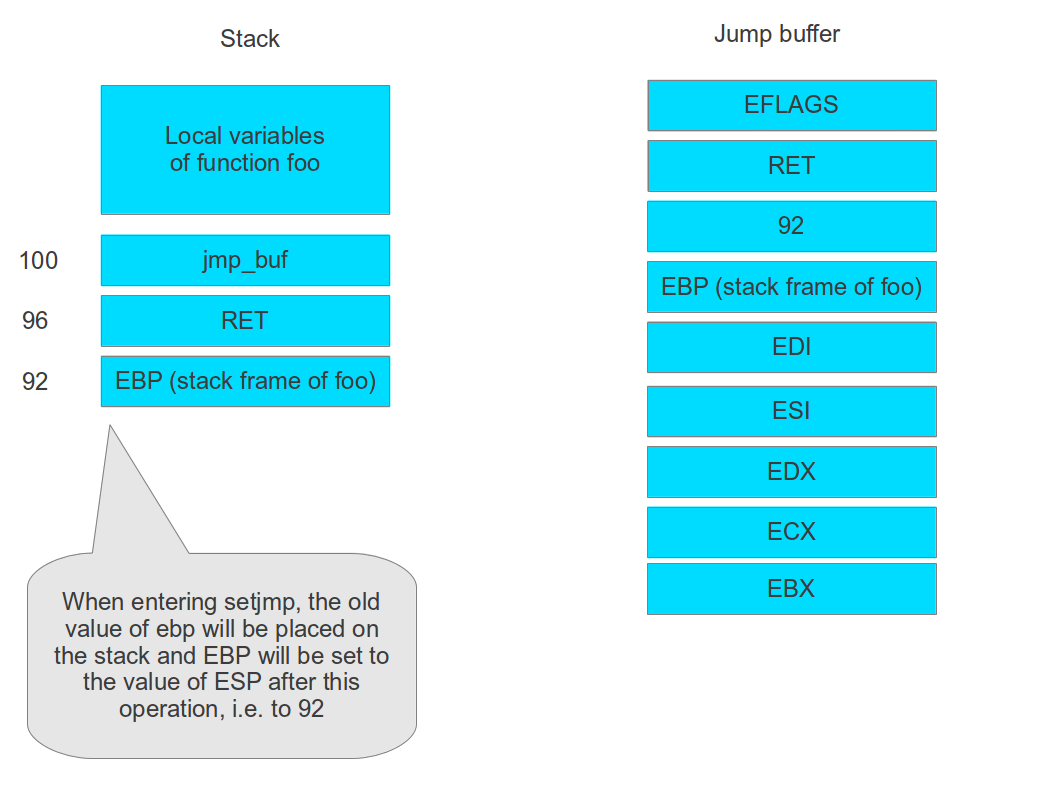 Stack
Local variables
of function foo
100
jmp_buf
96
RET
92
EBP (stack frame of foo)
When entering setjmp, the old
value of ebp will be placed on
the stack and EBP will be set to
the value of ESP after this
operation, i.e. to 92
Jump buffer
EFLAGS
RET
92
EBP (stack frame of foo)
EDI
ESI
EDX
ECX
EBX